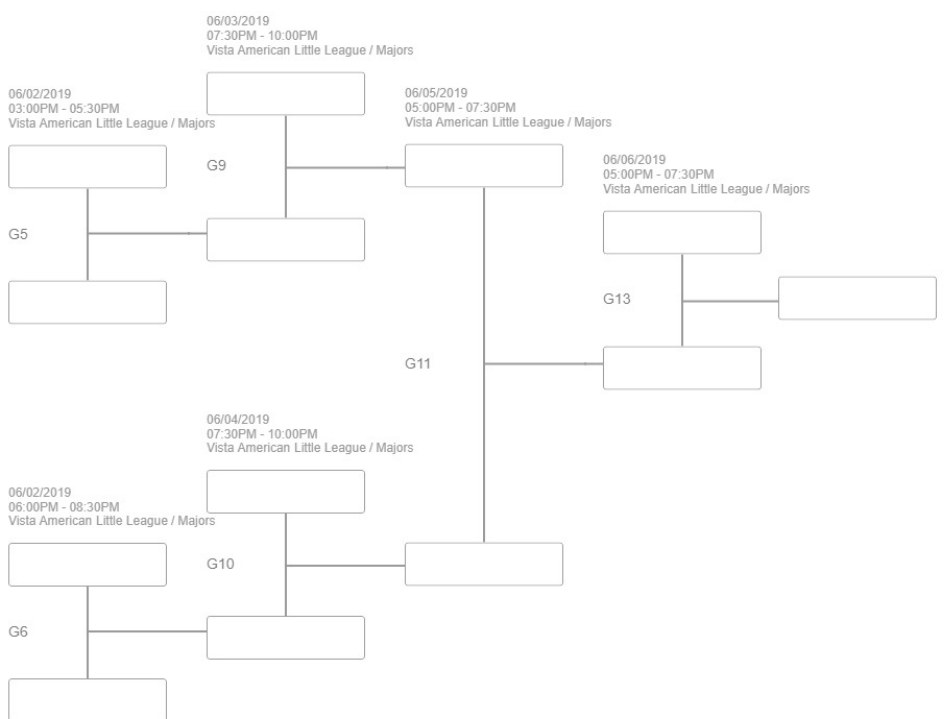 06/03/2019
07:30PM - 10:00PM
Vista American Little League / Majors
06/02/2019
03:00PM - 05:30PM
Vista American Little League / Majors
06/05/2019
05:00PM - 07:30PM
Vista American Little League / Majors
G9
06/06/2019
05:00PM - 07:30PM
Vista American Little League / Majors
G5
G13
G11
06/04/2019
07:30PM - 10:00PM
Vista American Little League / Majors
06/02/2019
06:00PM - 08:30PM
Vista American Little League / Majors
G10
G6